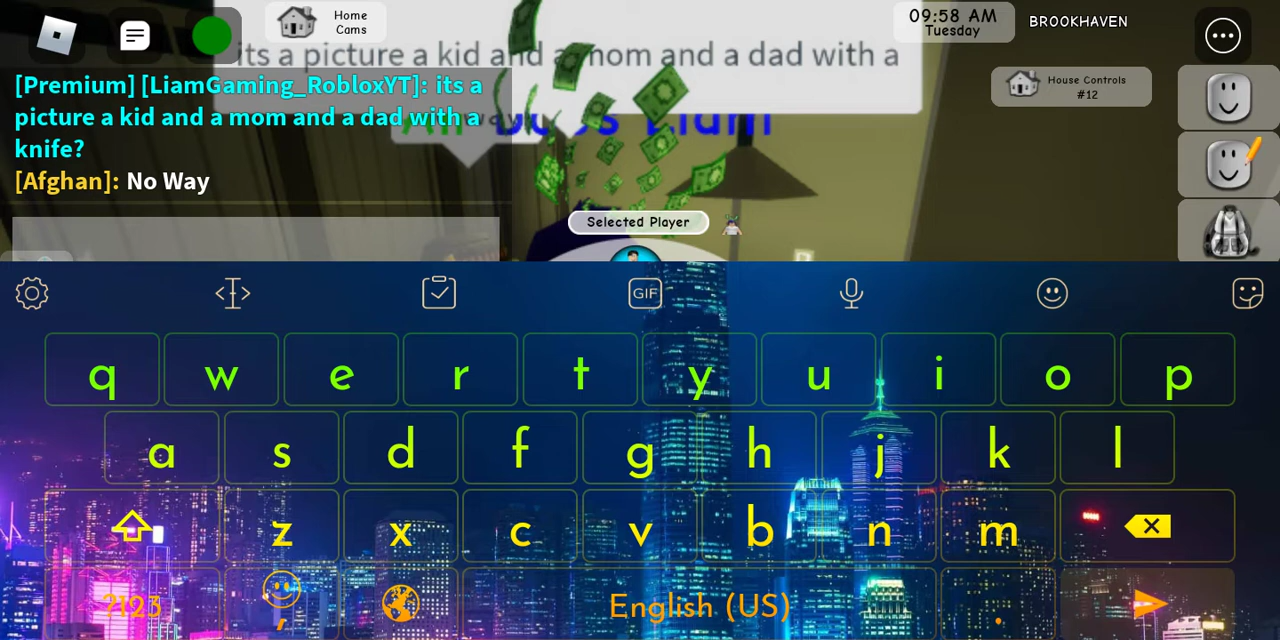 Home
Cams
09:58 AM
Tuesday
BROOKHAVEN
its a picture a kid and a mom and a dad with a
House Controls
#12
[Premium] [LiamGaming_RobloxYT]: its a
picture a kid and a mom and a dad with a
knife?
[Afghan]: No Way
Selected Player
GIF
q w e r t y u i o p
a s d f g h j k l
z x c v b n m
?123 , English (US) .